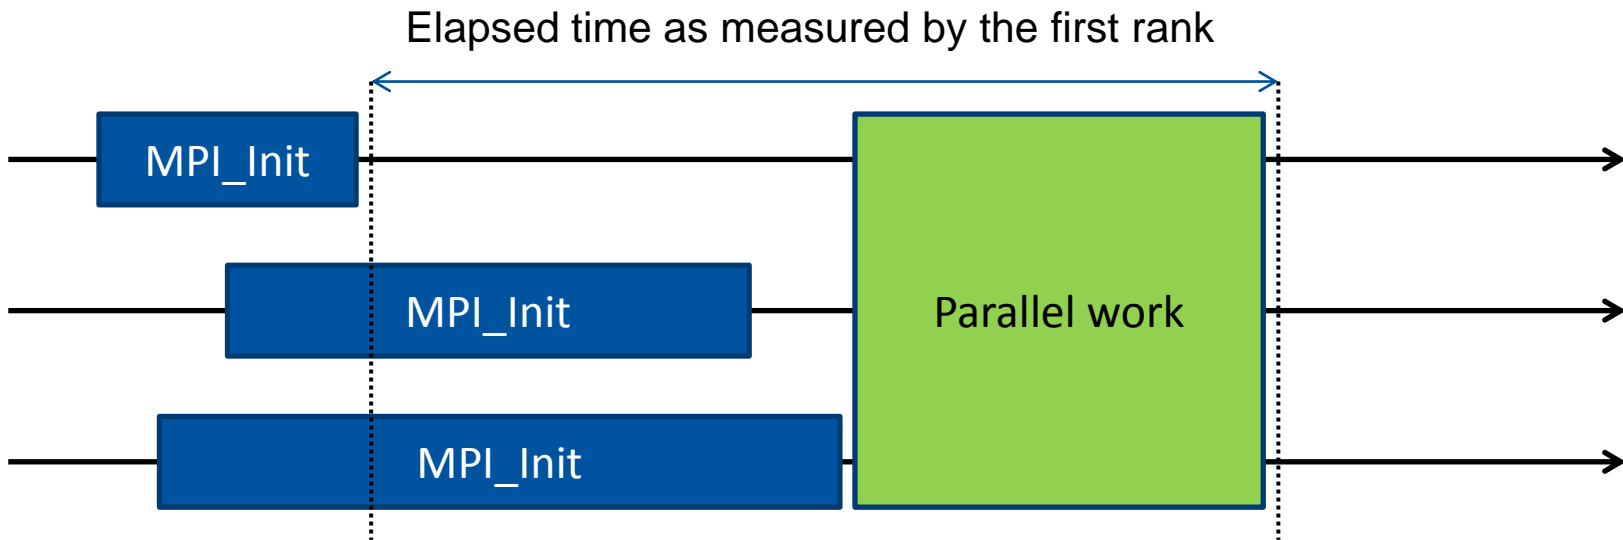 Elapsed time as measured by the first rank
MPI_Init
MPI_Init
Parallel work
MPI_Init